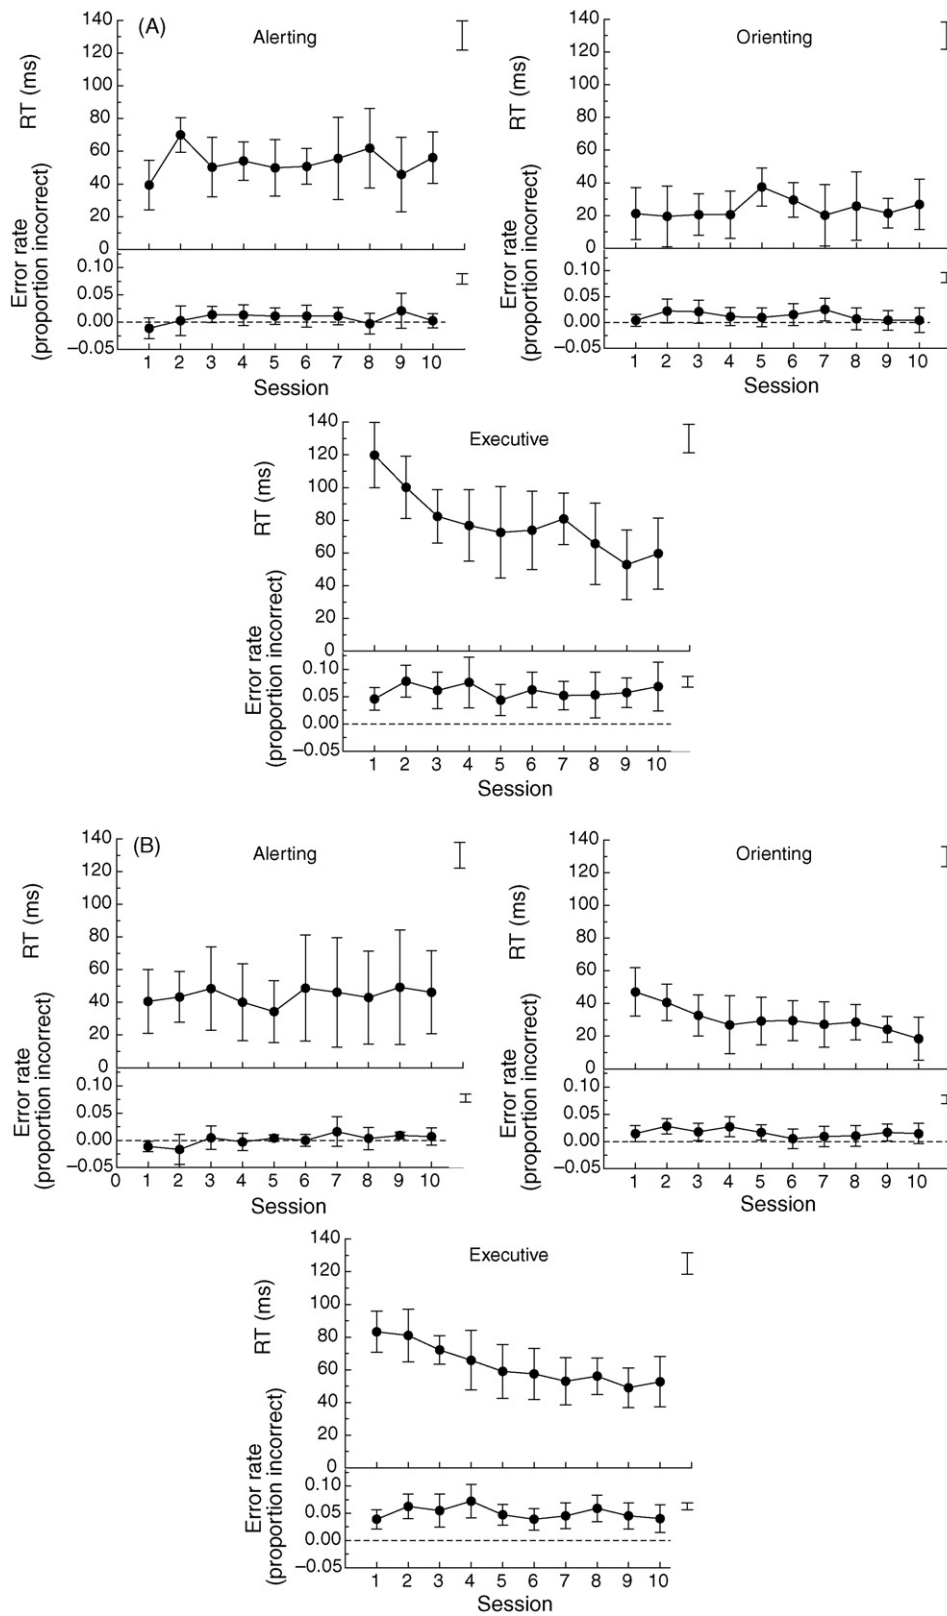 (A)
Alerting
RT (ms)
140
120
100
80
60
40
20
0
Error rate
(proportion incorrect)
0.10
0.05
0.00
−0.05
1 2 3 4 5 6 7 8 9 10
Session
Orienting
RT (ms)
140
120
100
80
60
40
20
0
Error rate
(proportion incorrect)
0.10
0.05
0.00
−0.05
1 2 3 4 5 6 7 8 9 10
Session
Executive
RT (ms)
140
120
100
80
60
40
20
0
Error rate
(proportion incorrect)
0.10
0.05
0.00
−0.05
1 2 3 4 5 6 7 8 9 10
Session
(B)
Alerting
RT (ms)
140
120
100
80
60
40
20
0
Error rate
(proportion incorrect)
0.10
0.05
0.00
−0.05
0 1 2 3 4 5 6 7 8 9 10
Session
Orienting
RT (ms)
140
120
100
80
60
40
20
0
Error rate
(proportion incorrect)
0.10
0.05
0.00
−0.05
1 2 3 4 5 6 7 8 9 10
Session
Executive
RT (ms)
140
120
100
80
60
40
20
0
Error rate
(proportion incorrect)
0.10
0.05
0.00
−0.05
1 2 3 4 5 6 7 8 9 10
Session